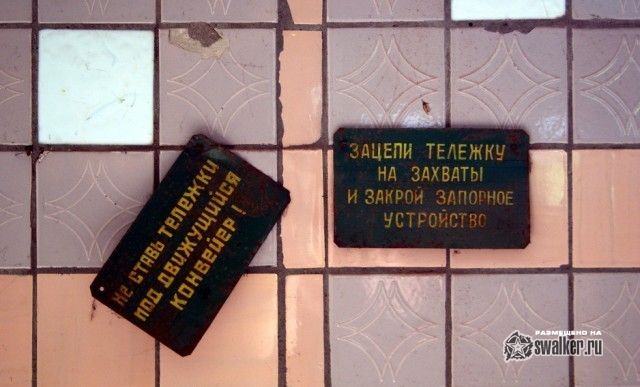 НЕ СТАВЬ ТЕЛЕЖКИ
ПОД ДВИЖУЩИЙСЯ
КОНВЕЙЕР!
ЗАЦЕПИ ТЕЛЕЖКУ
НА ЗАХВАТЫ
И ЗАКРОЙ ЗАПОРНОЕ
УСТРОЙСТВО
РАЗМЕЩЕНО НА
swalker.ru